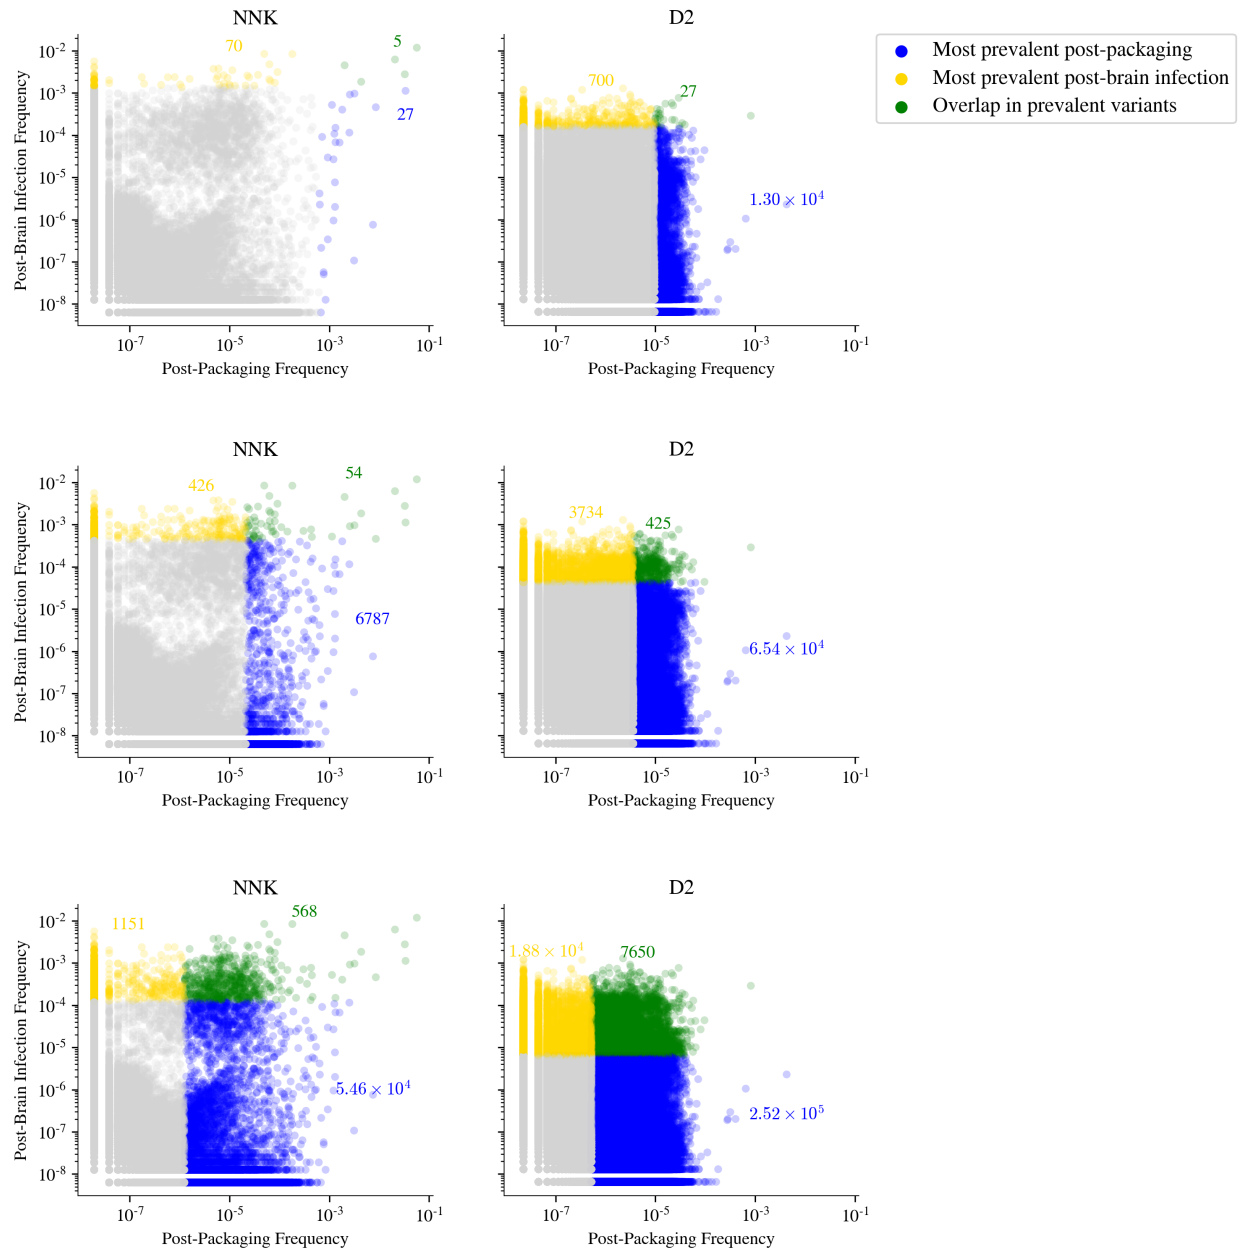 NNK
D2
Most prevalent post-packaging
Most prevalent post-brain infection
Overlap in prevalent variants
70
5
27
700
27
1.30 × 10⁴
Post-Brain Infection Frequency
10⁻²
10⁻³
10⁻⁴
10⁻⁵
10⁻⁶
10⁻⁷
10⁻⁸
10⁻⁷ 10⁻⁵ 10⁻³ 10⁻¹
10⁻⁷ 10⁻⁵ 10⁻³ 10⁻¹
Post-Packaging Frequency
Post-Packaging Frequency
NNK
D2
426
54
6787
3734
425
6.54 × 10⁴
Post-Brain Infection Frequency
10⁻²
10⁻³
10⁻⁴
10⁻⁵
10⁻⁶
10⁻⁷
10⁻⁸
10⁻⁷ 10⁻⁵ 10⁻³ 10⁻¹
10⁻⁷ 10⁻⁵ 10⁻³ 10⁻¹
Post-Packaging Frequency
Post-Packaging Frequency
NNK
D2
1151
568
5.46 × 10⁴
1.88 × 10⁴
7650
2.52 × 10⁵
Post-Brain Infection Frequency
10⁻²
10⁻³
10⁻⁴
10⁻⁵
10⁻⁶
10⁻⁷
10⁻⁸
10⁻⁷ 10⁻⁵ 10⁻³ 10⁻¹
10⁻⁷ 10⁻⁵ 10⁻³ 10⁻¹
Post-Packaging Frequency
Post-Packaging Frequency